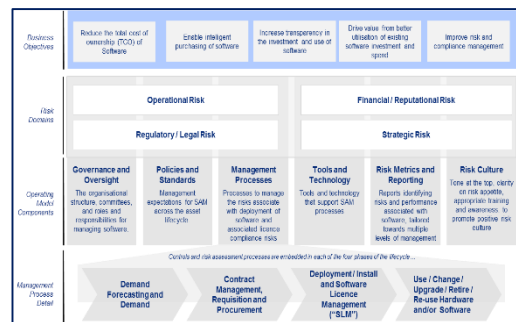 Business
Objectives
Reduce the total cost of
ownership (TCO) of
Software
Enable intelligent
purchasing of software
Increase transparency in
the investment and use of
software
Drive value from better
utilisation of existing
software investment and
spend
Improve risk and
compliance management
Risk
Domains
Operational Risk
Financial / Reputational Risk
Regulatory / Legal Risk
Strategic Risk
Operating
Model
Components
Governance and
Oversight
The organisational
structure, committees,
and roles and
responsibilities for
managing software.
Policies and
Standards
Management
expectations for SAM
across the asset
lifecycle
Management
Processes
Processes to manage
the risks associate
with deployment of
software and
associated licence
compliance risks
Tools and
Technology
Tools and technology
that support SAM
processes
Risk Metrics and
Reporting
Reports identifying
risks and performance
associated with
software, tailored
towards multiple
levels of management
Risk Culture
Tone at the top, clarity
on risk appetite,
appropriate training
and awareness to
promote positive risk
culture
Management
Process
Detail
Controls and risk assessment processes are embedded in each of the four phases of the lifecycle...
Demand
Forecasting and
Demand
Contract
Management,
Requisition and
Procurement
Deployment / Install
and Software
Licence
Management
("SLM")
Use / Change /
Upgrade / Retire /
Re-use Hardware
and/or Software